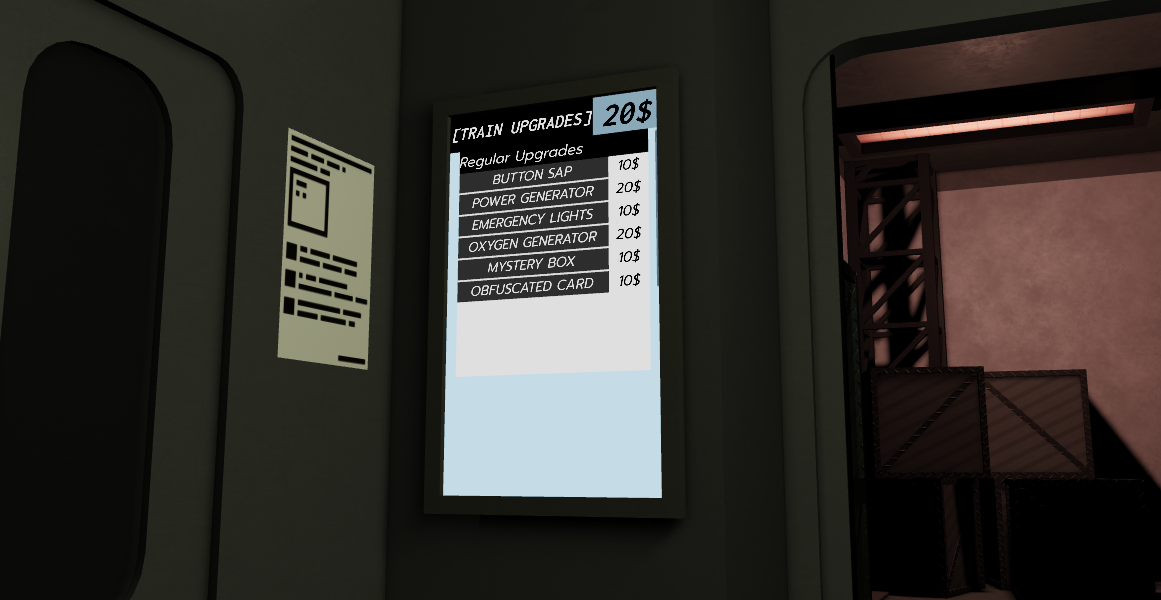 [TRAIN UPGRADES] 20$
Regular Upgrades
BUTTON SAP 10$
POWER GENERATOR 20$
EMERGENCY LIGHTS 10$
OXYGEN GENERATOR 20$
MYSTERY BOX 10$
OBFUSCATED CARD 10$